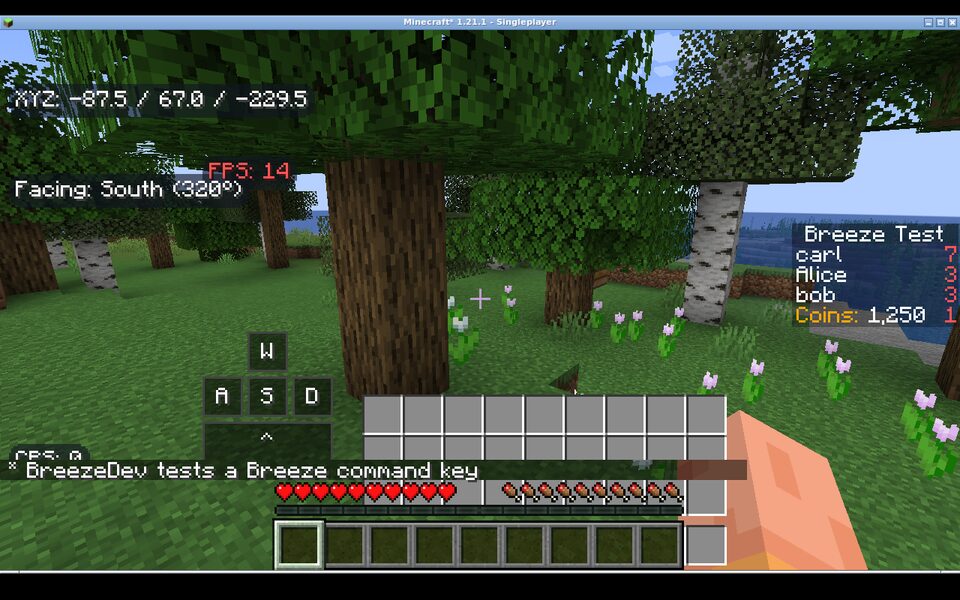 Minecraft* 1.21.1 - Singleplayer
XYZ: -87.5 / 67.0 / -229.5
FPS: 14
Facing: South (320°)
Breeze Test
carl 7
Alice 3
bob 3
Coins: 1,250 1
W
A S D
^
CPS: 0
* BreezeDev tests a Breeze command key